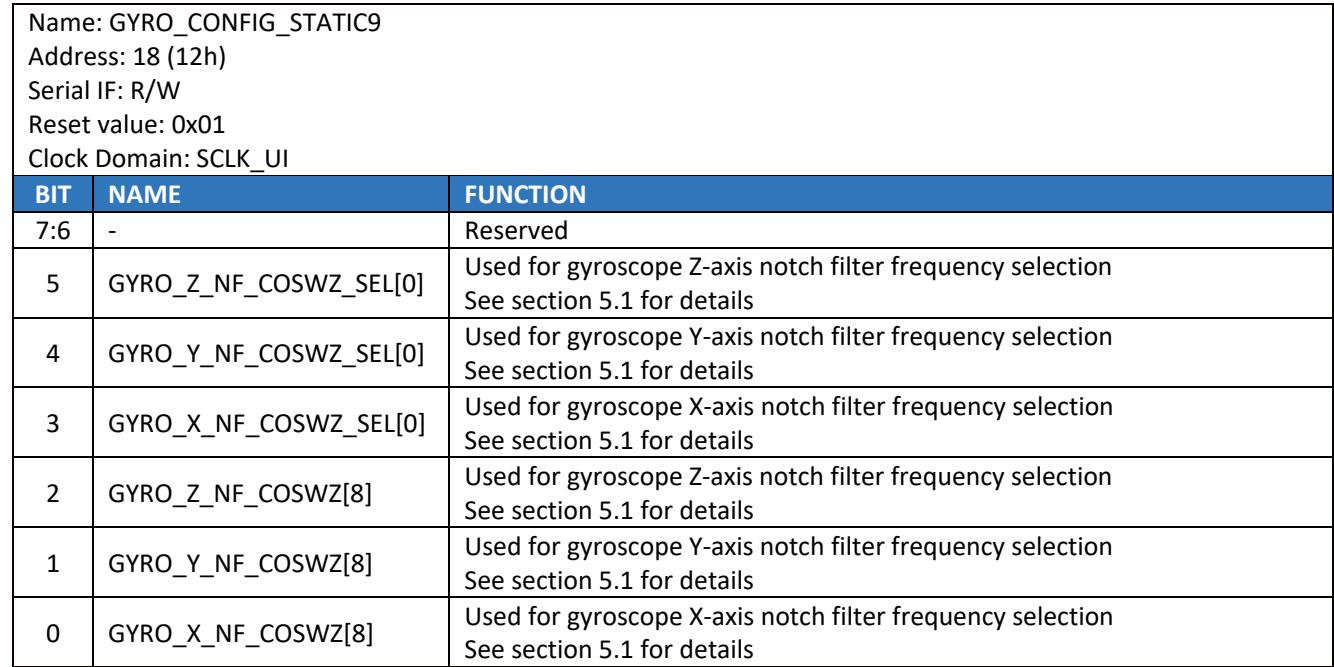 Name: GYRO_CONFIG_STATIC9
Address: 18 (12h)
Serial IF: R/W
Reset value: 0x01
Clock Domain: SCLK_UI
BIT NAME FUNCTION
7:6 - Reserved
5 GYRO_Z_NF_COSWZ_SEL[0] Used for gyroscope Z-axis notch filter frequency selection
See section 5.1 for details
4 GYRO_Y_NF_COSWZ_SEL[0] Used for gyroscope Y-axis notch filter frequency selection
See section 5.1 for details
3 GYRO_X_NF_COSWZ_SEL[0] Used for gyroscope X-axis notch filter frequency selection
See section 5.1 for details
2 GYRO_Z_NF_COSWZ[8] Used for gyroscope Z-axis notch filter frequency selection
See section 5.1 for details
1 GYRO_Y_NF_COSWZ[8] Used for gyroscope Y-axis notch filter frequency selection
See section 5.1 for details
0 GYRO_X_NF_COSWZ[8] Used for gyroscope X-axis notch filter frequency selection
See section 5.1 for details